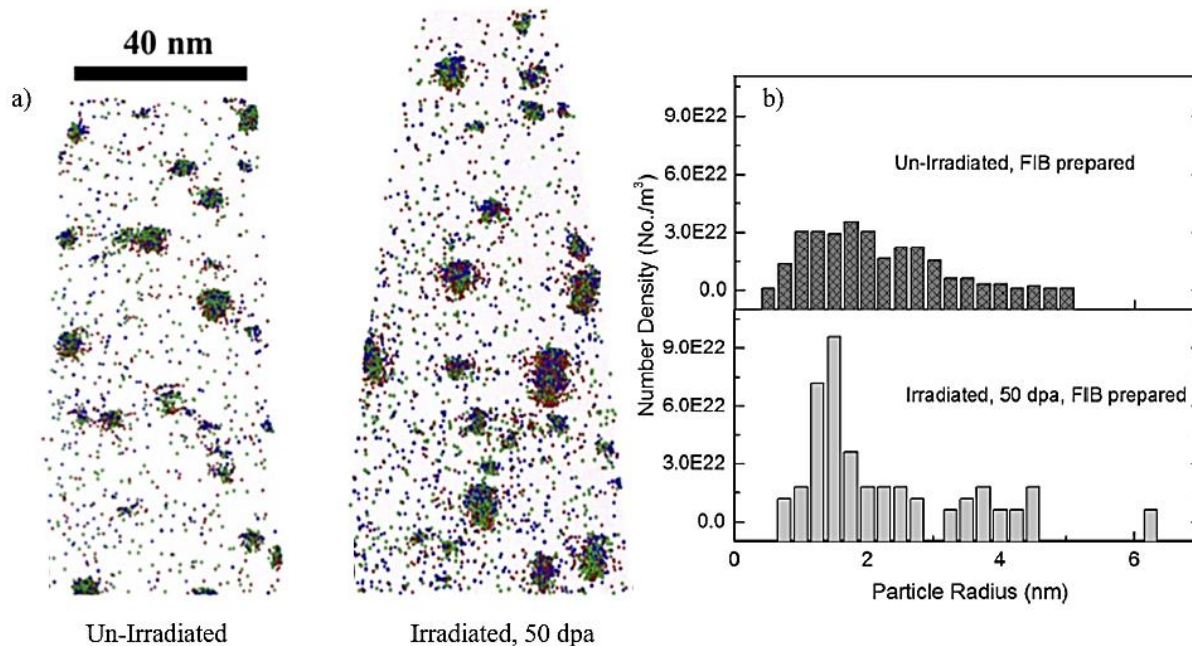 40 nm
a)
b)
9.0E22
6.0E22
3.0E22
0.0
Un-Irradiated, FIB prepared
Number Density (No./m³)
9.0E22
6.0E22
3.0E22
0.0
Irradiated, 50 dpa, FIB prepared
0 2 4 6
Particle Radius (nm)
Un-Irradiated
Irradiated, 50 dpa